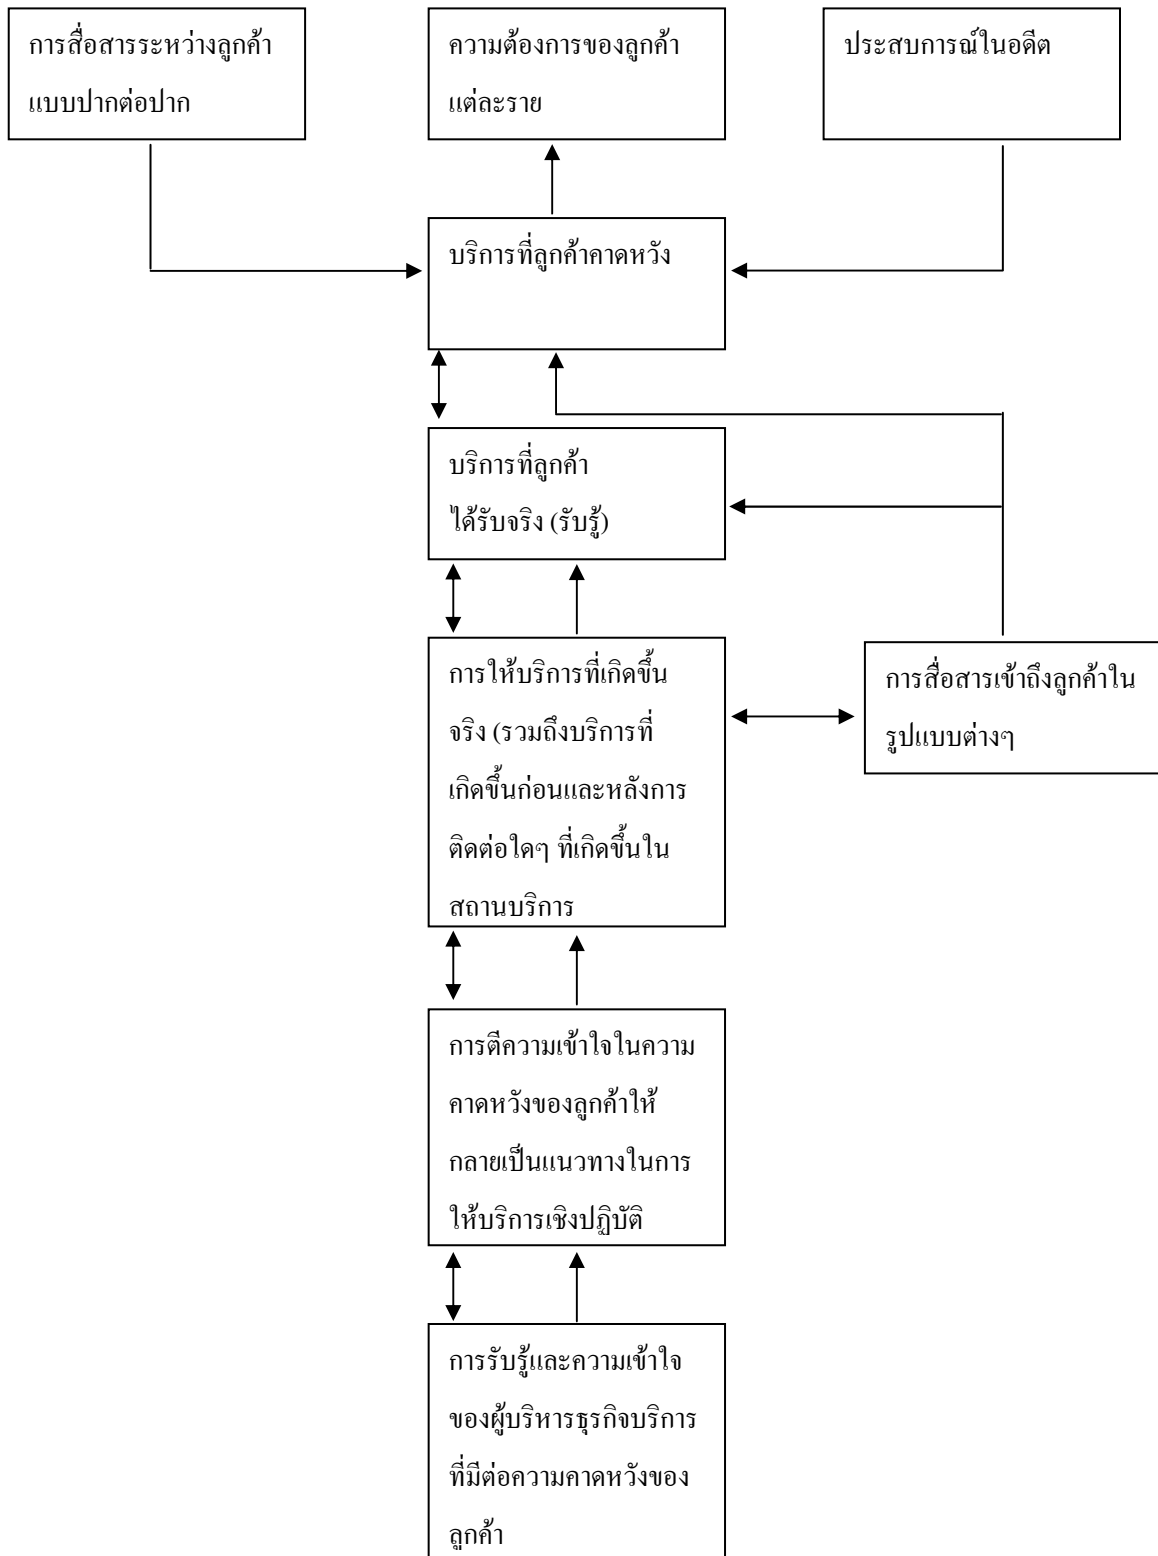 การสื่อสารระหว่างลูกค้า
แบบปากต่อปาก
ความต้องการของลูกค้า
แต่ละราย
ประสบการณ์ในอดีต
บริการที่ลูกค้าคาดหวัง
บริการที่ลูกค้า
ได้รับจริง (รับรู้)
การให้บริการที่เกิดขึ้น
จริง (รวมถึงบริการที่
เกิดขึ้นก่อนและหลังการ
ติดต่อใดๆ ที่เกิดขึ้นใน
สถานบริการ
การสื่อสารเข้าถึงลูกค้าใน
รูปแบบต่างๆ
การตีความเข้าใจในความ
คาดหวังของลูกค้าให้
กลายเป็นแนวทางในการ
ให้บริการเชิงปฏิบัติ
การรับรู้และความเข้าใจ
ของผู้บริหารธุรกิจบริการ
ที่มีต่อความคาดหวังของ
ลูกค้า